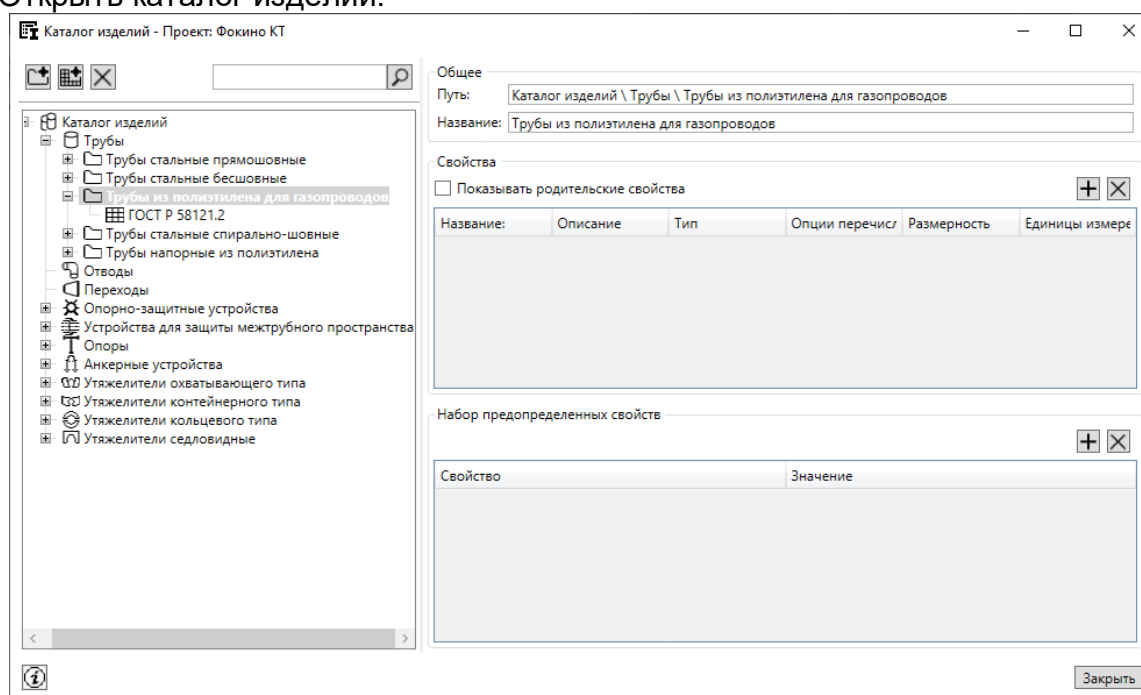 Открыть каталог изделий.
Каталог изделий - Проект: Фокино КТ
Общее
Путь: Каталог изделий \ Трубы \ Трубы из полиэтилена для газопроводов
Название: Трубы из полиэтилена для газопроводов
Каталог изделий
Трубы
Трубы стальные прямошовные
Трубы стальные бесшовные
Трубы из полиэтилена для газопроводов
ГОСТ Р 58121.2
Трубы стальные спирально-шовные
Трубы напорные из полиэтилена
Отводы
Переходы
Опорно-защитные устройства
Устройства для защиты межтрубного пространства
Опоры
Анкерные устройства
Утяжелители охватывающего типа
Утяжелители контейнерного типа
Утяжелители кольцевого типа
Утяжелители седловидные
Свойства
Показывать родительские свойства
Название: Описание Тип Опции перечисл Размерность Единицы измере
Набор предопределенных свойств
Свойство Значение
Закрыть